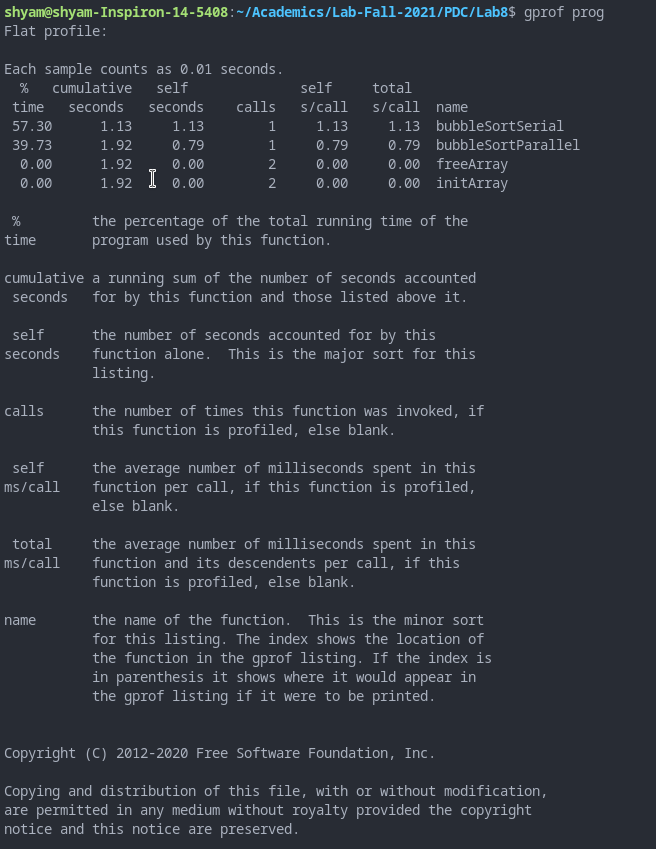 shyam@shyam-Inspiron-14-5408:~/Academics/Lab-Fall-2021/PDC/Lab8$ gprof prog
Flat profile:

Each sample counts as 0.01 seconds.
  %   cumulative   self              self     total
 time   seconds   seconds    calls   s/call   s/call  name
 57.30      1.13     1.13        1     1.13     1.13  bubbleSortSerial
 39.73      1.92     0.79        1     0.79     0.79  bubbleSortParallel
  0.00      1.92     0.00        2     0.00     0.00  freeArray
  0.00      1.92     0.00        2     0.00     0.00  initArray

 %         the percentage of the total running time of the
time       program used by this function.

cumulative a running sum of the number of seconds accounted
 seconds   for by this function and those listed above it.

 self      the number of seconds accounted for by this
seconds    function alone.  This is the major sort for this
           listing.

calls      the number of times this function was invoked, if
           this function is profiled, else blank.

 self      the average number of milliseconds spent in this
ms/call    function per call, if this function is profiled,
           else blank.

 total     the average number of milliseconds spent in this
ms/call    function and its descendents per call, if this
           function is profiled, else blank.

name       the name of the function.  This is the minor sort
           for this listing. The index shows the location of
           the function in the gprof listing. If the index is
           in parenthesis it shows where it would appear in
           the gprof listing if it were to be printed.

Copyright (C) 2012-2020 Free Software Foundation, Inc.

Copying and distribution of this file, with or without modification,
are permitted in any medium without royalty provided the copyright
notice and this notice are preserved.